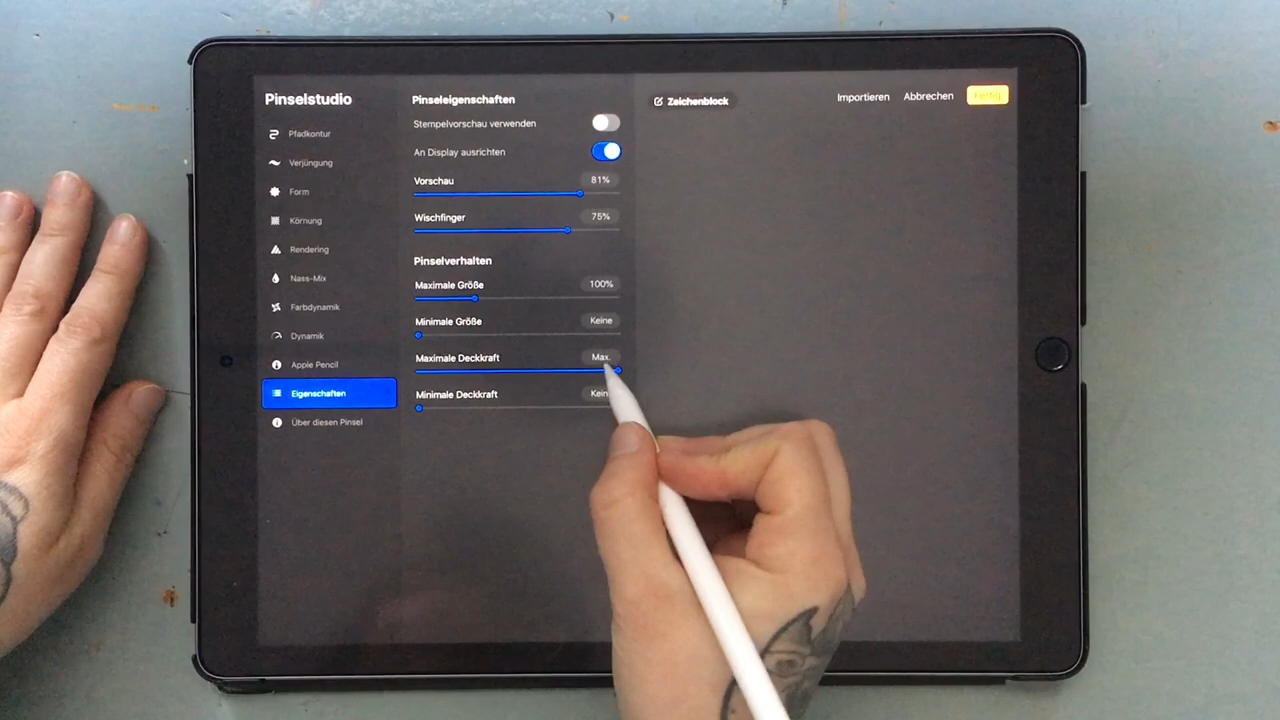 Pinselstudio
Pfadkontur
Verjüngung
Form
Körnung
Rendering
Nass-Mix
Farbdynamik
Dynamik
Apple Pencil
Eigenschaften
Über diesen Pinsel
Pinseleigenschaften
Stempelvorschau verwenden
An Display ausrichten
Vorschau 81%
Wischfinger 75%
Pinselverhalten
Maximale Größe 100%
Minimale Größe Keine
Maximale Deckkraft Max.
Minimale Deckkraft Kein
Zeichenblock
Importieren
Abbrechen
Fertig